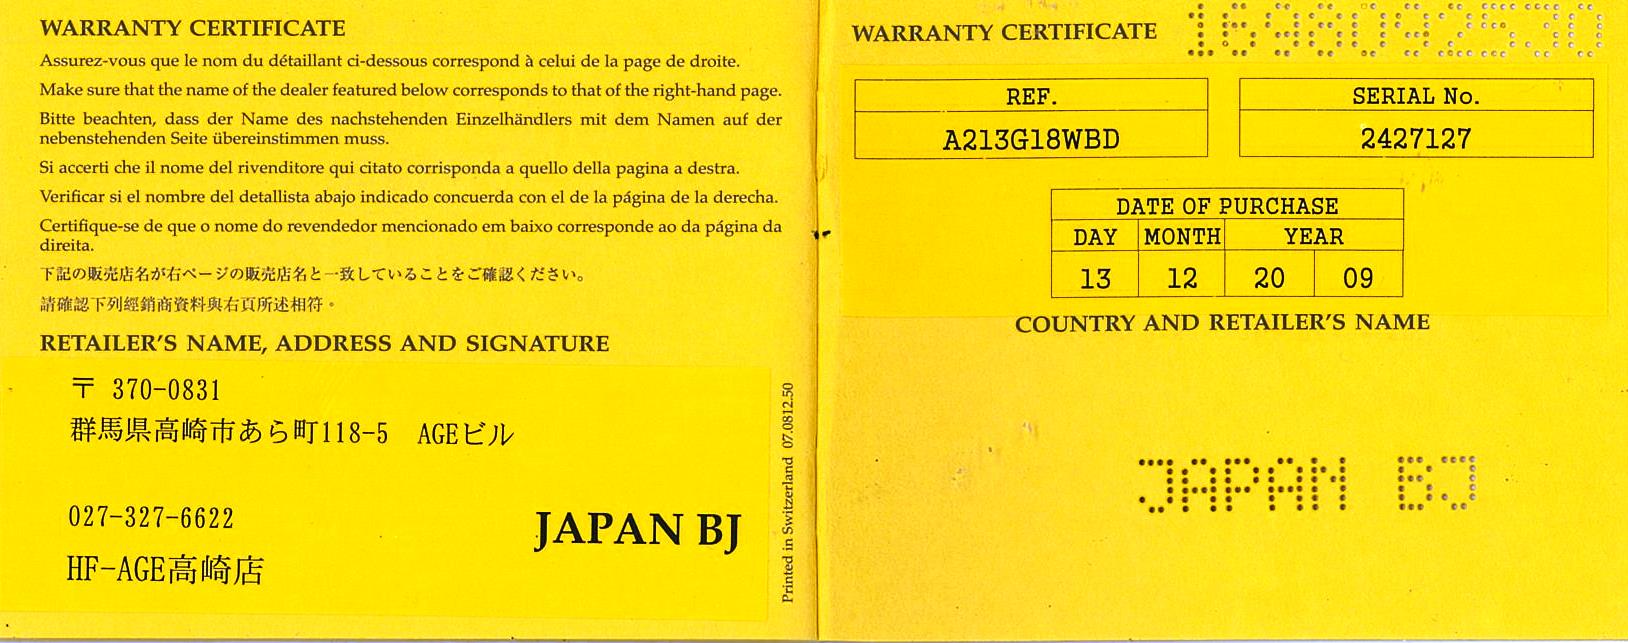 WARRANTY CERTIFICATE
Assurez-vous que le nom du détaillant ci-dessous correspond à celui de la page de droite.
Make sure that the name of the dealer featured below corresponds to that of the right-hand page.
Bitte beachten, dass der Name des nachstehenden Einzelhändlers mit dem Namen auf der
nebenstehenden Seite übereinstimmen muss.
Si accerti che il nome del rivenditore qui citato corrisponda a quello della pagina a destra.
Verificar si el nombre del detallista abajo indicado concuerda con el de la página de la derecha.
Certifique-se de que o nome do revendedor mencionado em baixo corresponde ao da página da
direita.
下記の販売店名が右ページの販売店名と一致していることをご確認ください。
請確認下列經銷商資料與右頁所述相符。
RETAILER'S NAME, ADDRESS AND SIGNATURE
〒 370-0831
群馬県高崎市あら町118-5 AGEビル
027-327-6622
HF-AGE高崎店
JAPAN BJ
Printed in Switzerland 07.0812.50
WARRANTY CERTIFICATE
1698092530
REF.
A213G18WBD
SERIAL No.
2427127
DATE OF PURCHASE
DAY MONTH YEAR
13 12 20 09
COUNTRY AND RETAILER'S NAME
JAPAN BJ